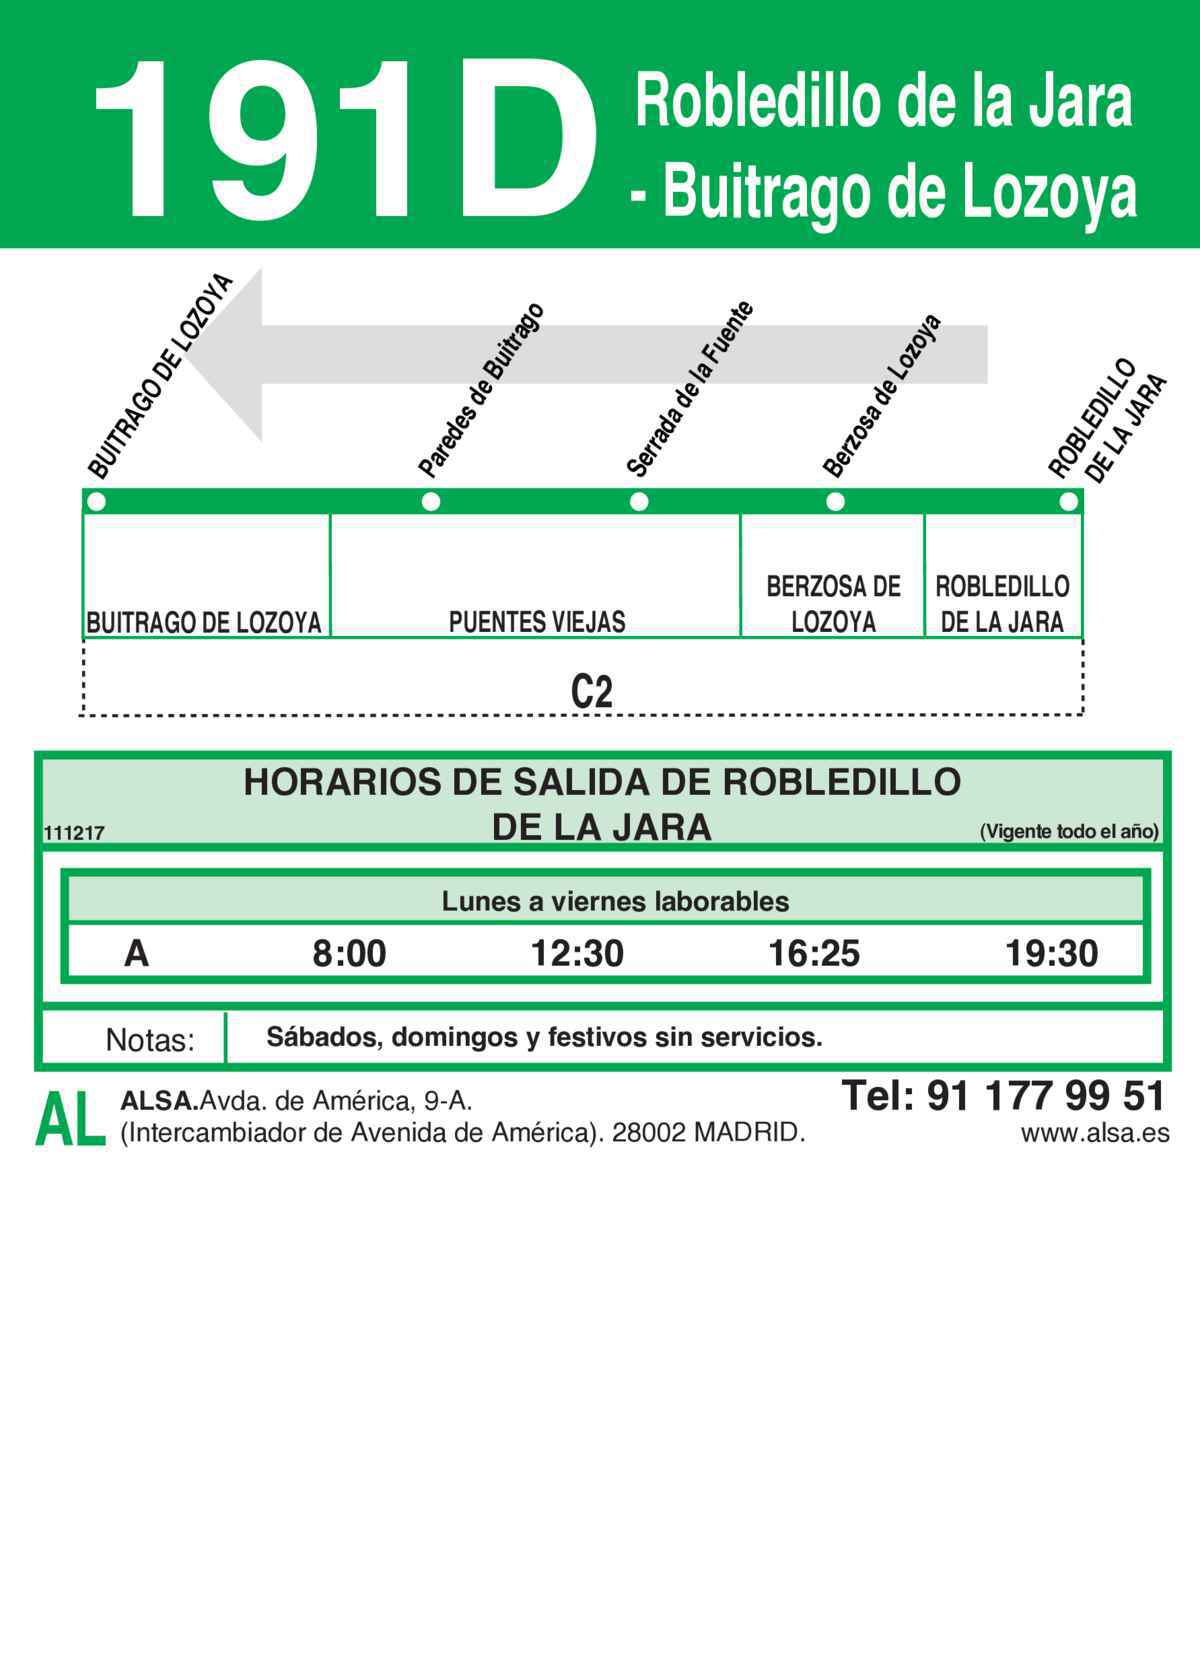 191D
Robledillo de la Jara
- Buitrago de Lozoya
BUITRAGO DE LOZOYA
Paredes de Buitrago
Serrada de la Fuente
Berzosa de Lozoya
ROBLEDILLO
DE LA JARA
BUITRAGO DE LOZOYA
PUENTES VIEJAS
BERZOSA DE
LOZOYA
ROBLEDILLO
DE LA JARA
C2
HORARIOS DE SALIDA DE ROBLEDILLO
DE LA JARA
111217
(Vigente todo el año)
Lunes a viernes laborables
A 8:00 12:30 16:25 19:30
Notas: Sábados, domingos y festivos sin servicios.
AL
ALSA.Avda. de América, 9-A.
(Intercambiador de Avenida de América). 28002 MADRID.
Tel: 91 177 99 51
www.alsa.es